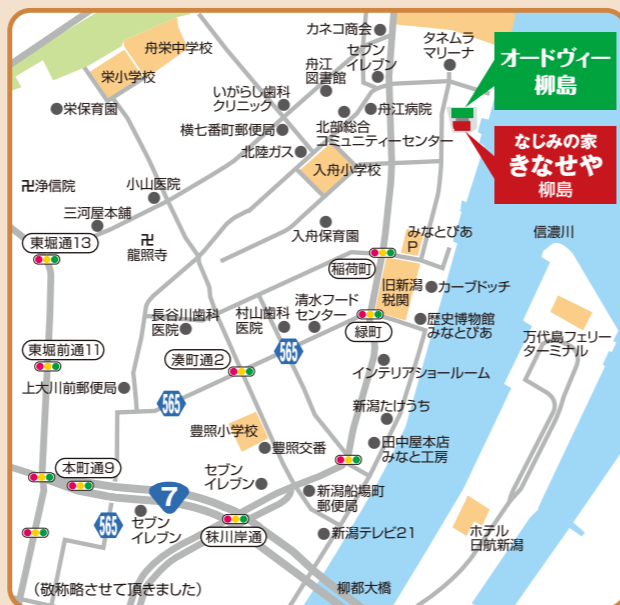 カネコ商会
タネムラ
マリーナ
舟栄中学校
セブン
イレブン
オードヴィー
柳島
栄小学校
舟江
図書館
いがらし歯科
クリニック
栄保育園
舟江病院
横七番町郵便局
北部総合
コミュニティーセンター
なじみの家
きなせや
柳島
北陸ガス
入舟小学校
卍浄信院
小山医院
三河屋本舗
入舟保育園
みなとぴあ
P
信濃川
東堀通13
卍
龍照寺
稲荷町
旧新潟
税関
カーブドッチ
長谷川歯科
医院
村山歯科
医院
清水フード
センター
緑町
歴史博物館
みなとぴあ
万代島フェリー
ターミナル
東堀前通11
湊町通2
565
インテリアショールーム
上大川前郵便局
565
新潟たけうち
豊照小学校
豊照交番
田中屋本店
みなと工房
本町通9
セブン
イレブン
7
新潟船場町
郵便局
565
セブン
イレブン
秣川岸通
新潟テレビ21
ホテル
日航新潟
(敬称略させて頂きました)
柳都大橋